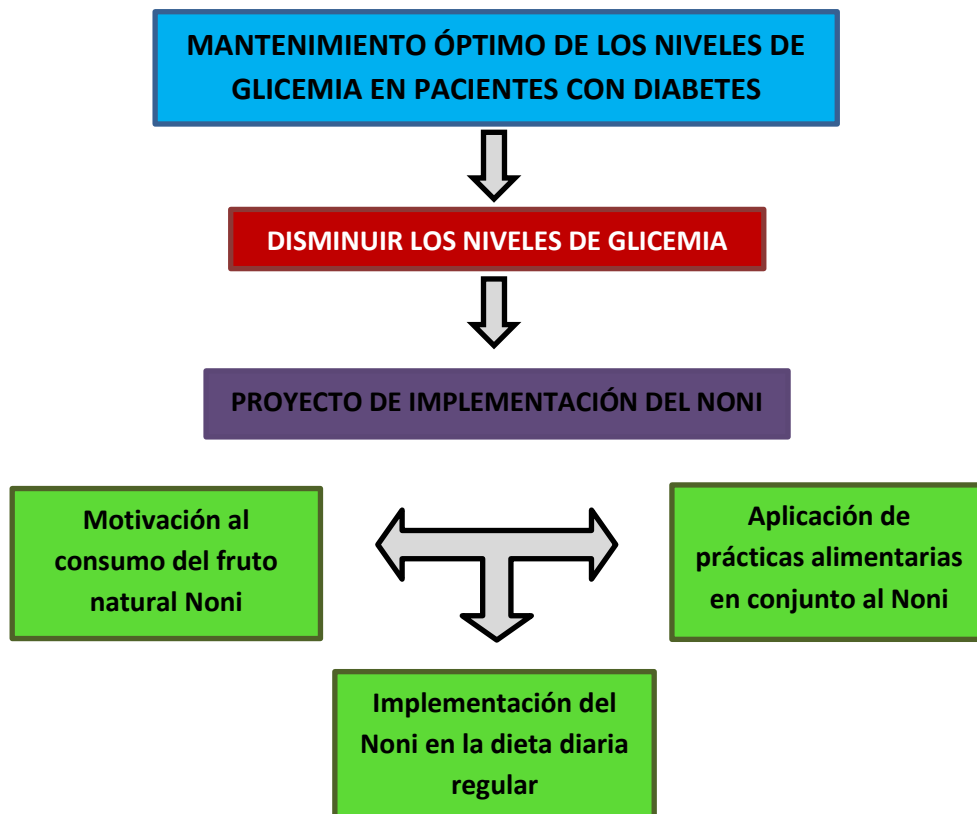 MANTENIMIENTO ÓPTIMO DE LOS NIVELES DE
GLICEMIA EN PACIENTES CON DIABETES
DISMINUIR LOS NIVELES DE GLICEMIA
PROYECTO DE IMPLEMENTACIÓN DEL NONI
Motivación al
consumo del fruto
natural Noni
Aplicación de
prácticas alimentarias
en conjunto al Noni
Implementación del
Noni en la dieta diaria
regular